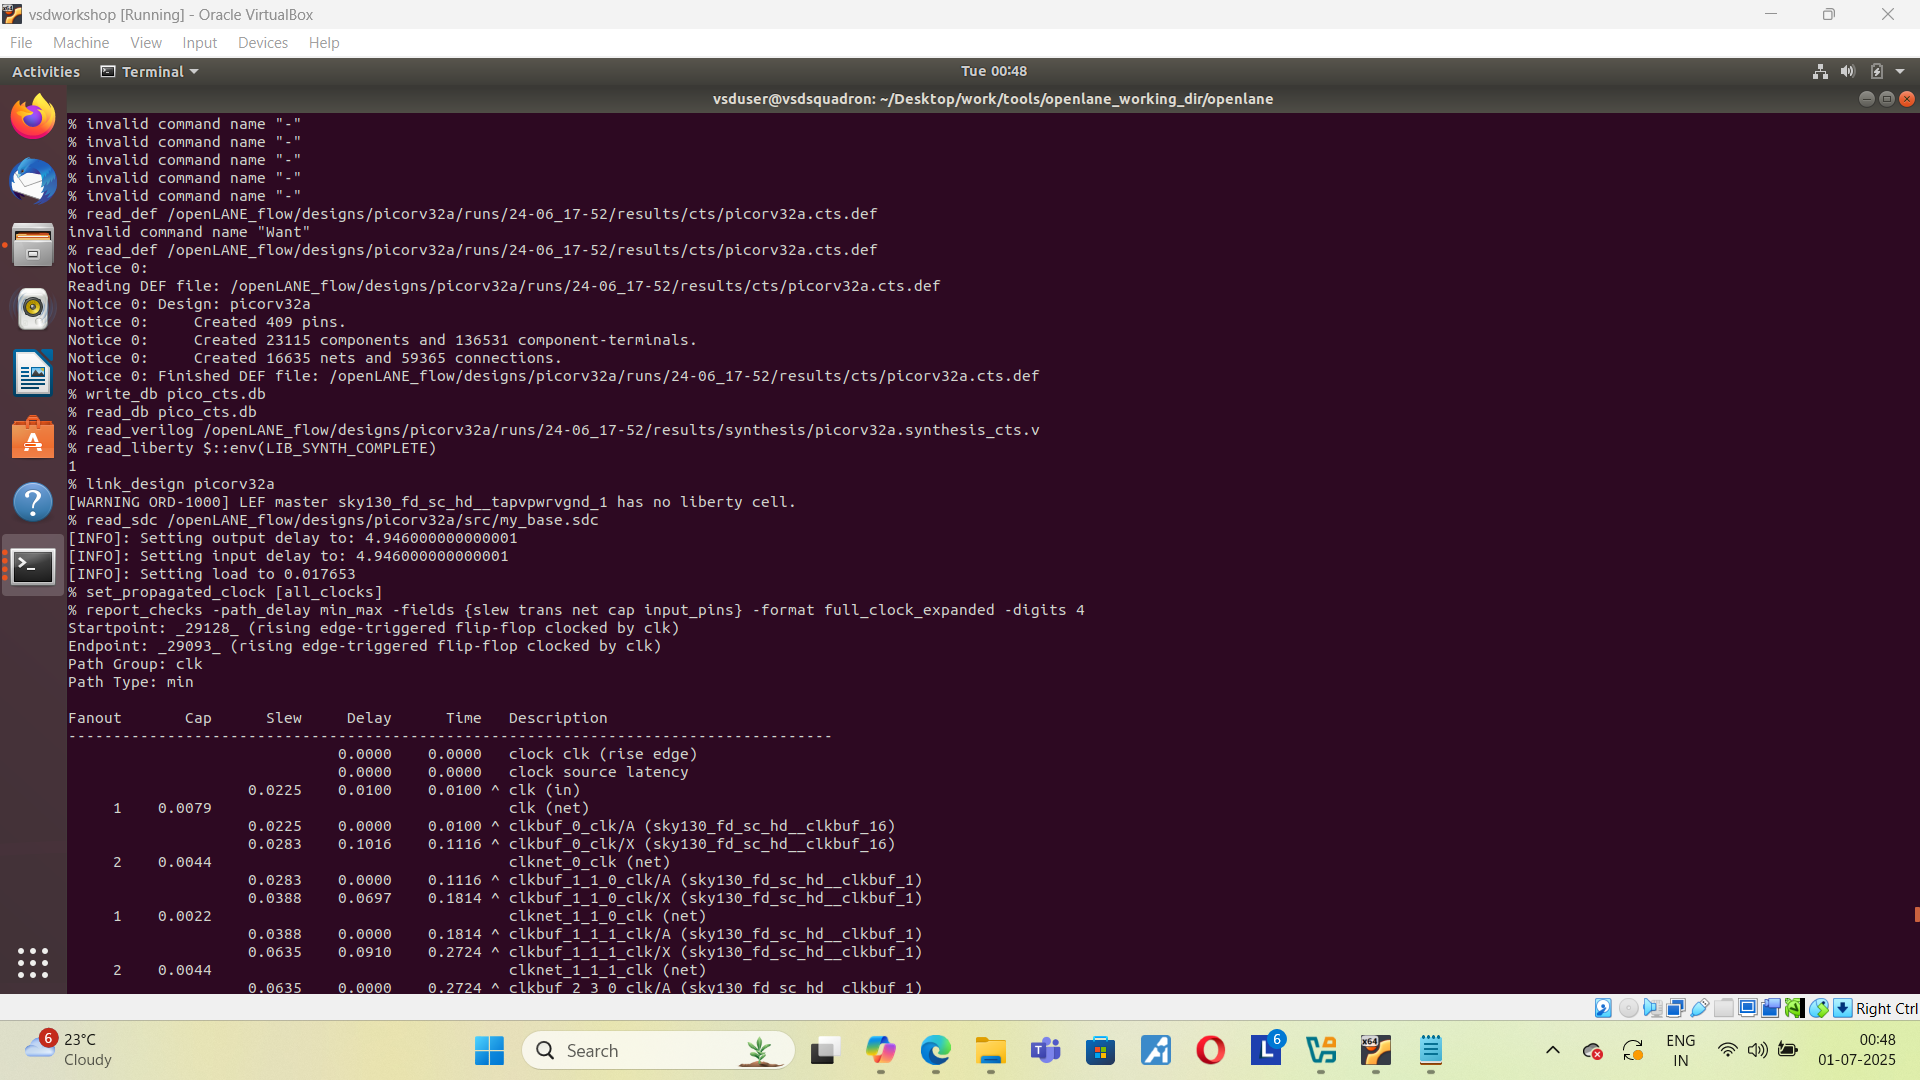 vsdworkshop [Running] - Oracle VirtualBox
File Machine View Input Devices Help
Activities Terminal Tue 00:48
vsduser@vsdsquadron: ~/Desktop/work/tools/openlane_working_dir/openlane
% invalid command name "-"
% invalid command name "-"
% invalid command name "-"
% invalid command name "-"
% invalid command name "-"
% read_def /openLANE_flow/designs/picorv32a/runs/24-06_17-52/results/cts/picorv32a.cts.def
invalid command name "Want"
% read_def /openLANE_flow/designs/picorv32a/runs/24-06_17-52/results/cts/picorv32a.cts.def
Notice 0:
Reading DEF file: /openLANE_flow/designs/picorv32a/runs/24-06_17-52/results/cts/picorv32a.cts.def
Notice 0: Design: picorv32a
Notice 0:     Created 409 pins.
Notice 0:     Created 23115 components and 136531 component-terminals.
Notice 0:     Created 16635 nets and 59365 connections.
Notice 0: Finished DEF file: /openLANE_flow/designs/picorv32a/runs/24-06_17-52/results/cts/picorv32a.cts.def
% write_db pico_cts.db
% read_db pico_cts.db
% read_verilog /openLANE_flow/designs/picorv32a/runs/24-06_17-52/results/synthesis/picorv32a.synthesis_cts.v
% read_liberty $::env(LIB_SYNTH_COMPLETE)
1
% link_design picorv32a
[WARNING ORD-1000] LEF master sky130_fd_sc_hd__tapvpwrvgnd_1 has no liberty cell.
% read_sdc /openLANE_flow/designs/picorv32a/src/my_base.sdc
[INFO]: Setting output delay to: 4.946000000000001
[INFO]: Setting input delay to: 4.946000000000001
[INFO]: Setting load to 0.017653
% set_propagated_clock [all_clocks]
% report_checks -path_delay min_max -fields {slew trans net cap input_pins} -format full_clock_expanded -digits 4
Startpoint: _29128_ (rising edge-triggered flip-flop clocked by clk)
Endpoint: _29093_ (rising edge-triggered flip-flop clocked by clk)
Path Group: clk
Path Type: min
Fanout       Cap      Slew     Delay      Time   Description
-------------------------------------------------------------------------------------
0.0000    0.0000   clock clk (rise edge)
0.0000    0.0000   clock source latency
0.0225    0.0100    0.0100 ^ clk (in)
1    0.0079                                 clk (net)
0.0225    0.0000    0.0100 ^ clkbuf_0_clk/A (sky130_fd_sc_hd__clkbuf_16)
0.0283    0.1016    0.1116 ^ clkbuf_0_clk/X (sky130_fd_sc_hd__clkbuf_16)
2    0.0044                                 clknet_0_clk (net)
0.0283    0.0000    0.1116 ^ clkbuf_1_1_0_clk/A (sky130_fd_sc_hd__clkbuf_1)
0.0388    0.0697    0.1814 ^ clkbuf_1_1_0_clk/X (sky130_fd_sc_hd__clkbuf_1)
1    0.0022                                 clknet_1_1_0_clk (net)
0.0388    0.0000    0.1814 ^ clkbuf_1_1_1_clk/A (sky130_fd_sc_hd__clkbuf_1)
0.0635    0.0910    0.2724 ^ clkbuf_1_1_1_clk/X (sky130_fd_sc_hd__clkbuf_1)
2    0.0044                                 clknet_1_1_1_clk (net)
0.0635    0.0000    0.2724 ^ clkbuf_2_3_0_clk/A (sky130_fd_sc_hd__clkbuf_1)
Right Ctrl
6
23°C
Cloudy
Search
6
ENG
IN
00:48
01-07-2025